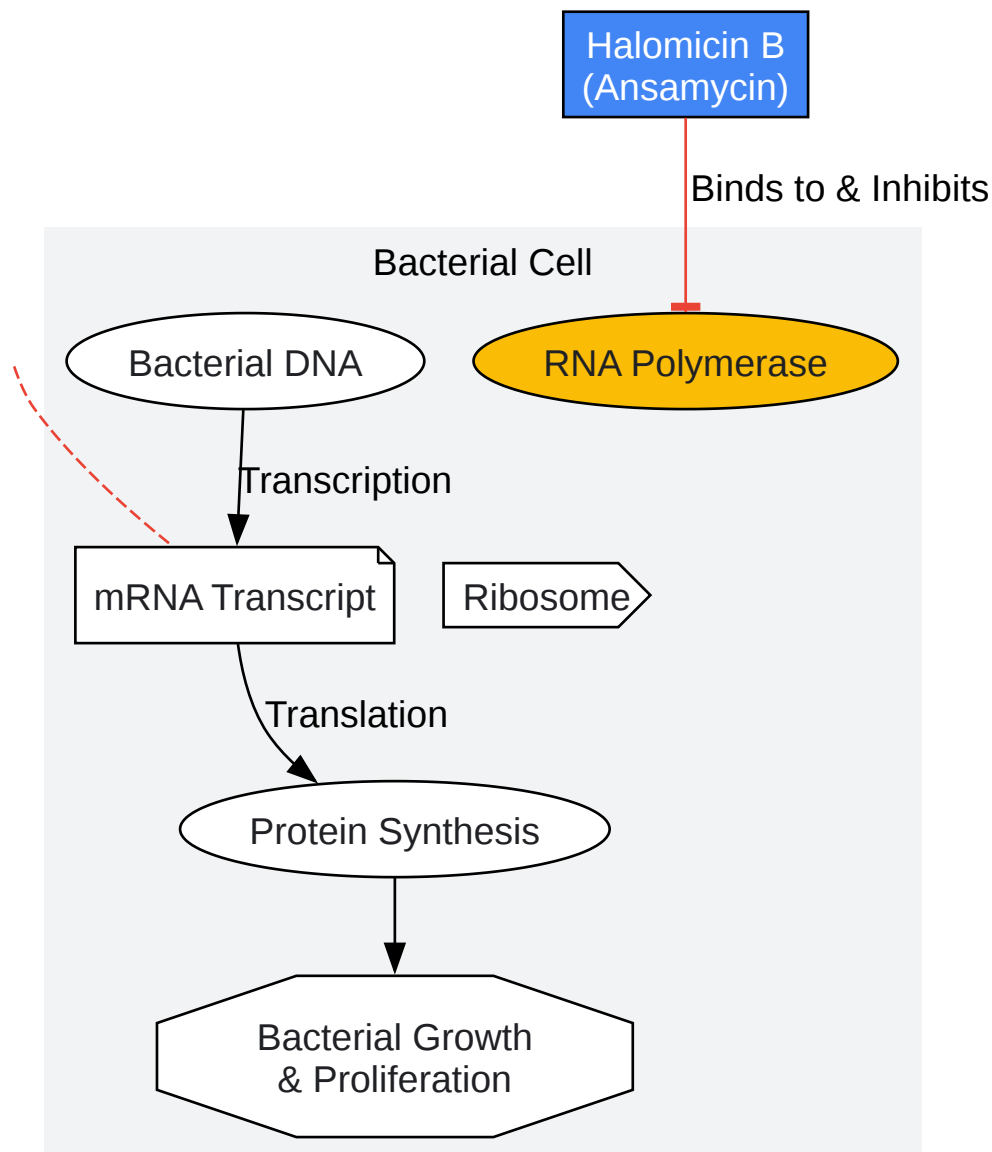 Halomicin B
(Ansamycin)
Binds to & Inhibits
Bacterial Cell
Bacterial DNA
RNA Polymerase
Transcription
mRNA Transcript
Ribosome
Translation
Protein Synthesis
Bacterial Growth
& Proliferation